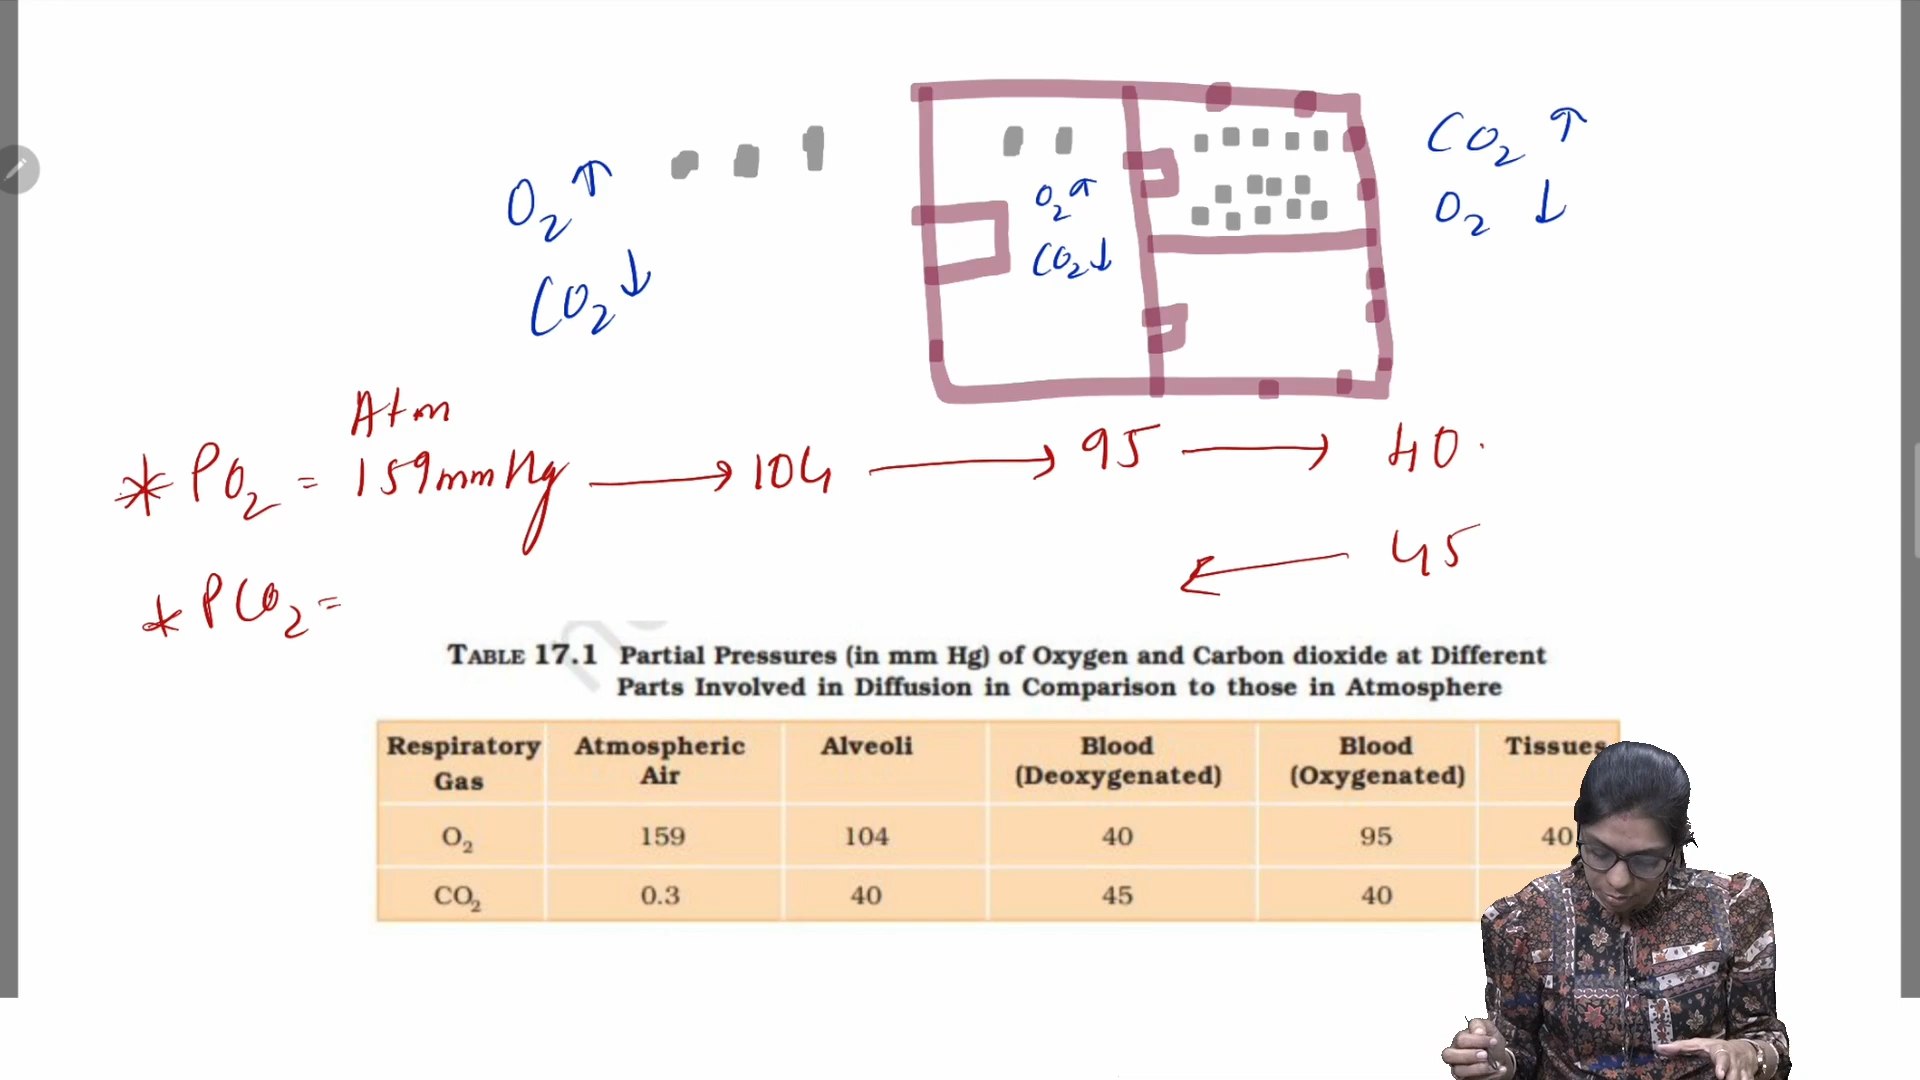 O₂ ↑
CO₂ ↓
O₂ ↑
CO₂ ↓
CO₂ ↑
O₂ ↓
Atm
* PO₂ = 159mmHg → 104 → 95 → 40
* PCO₂ = ← 45
TABLE 17.1 Partial Pressures (in mm Hg) of Oxygen and Carbon dioxide at Different
Parts Involved in Diffusion in Comparison to those in Atmosphere
Respiratory Gas | Atmospheric Air | Alveoli | Blood (Deoxygenated) | Blood (Oxygenated) | Tissues
O₂ | 159 | 104 | 40 | 95 | 40
CO₂ | 0.3 | 40 | 45 | 40